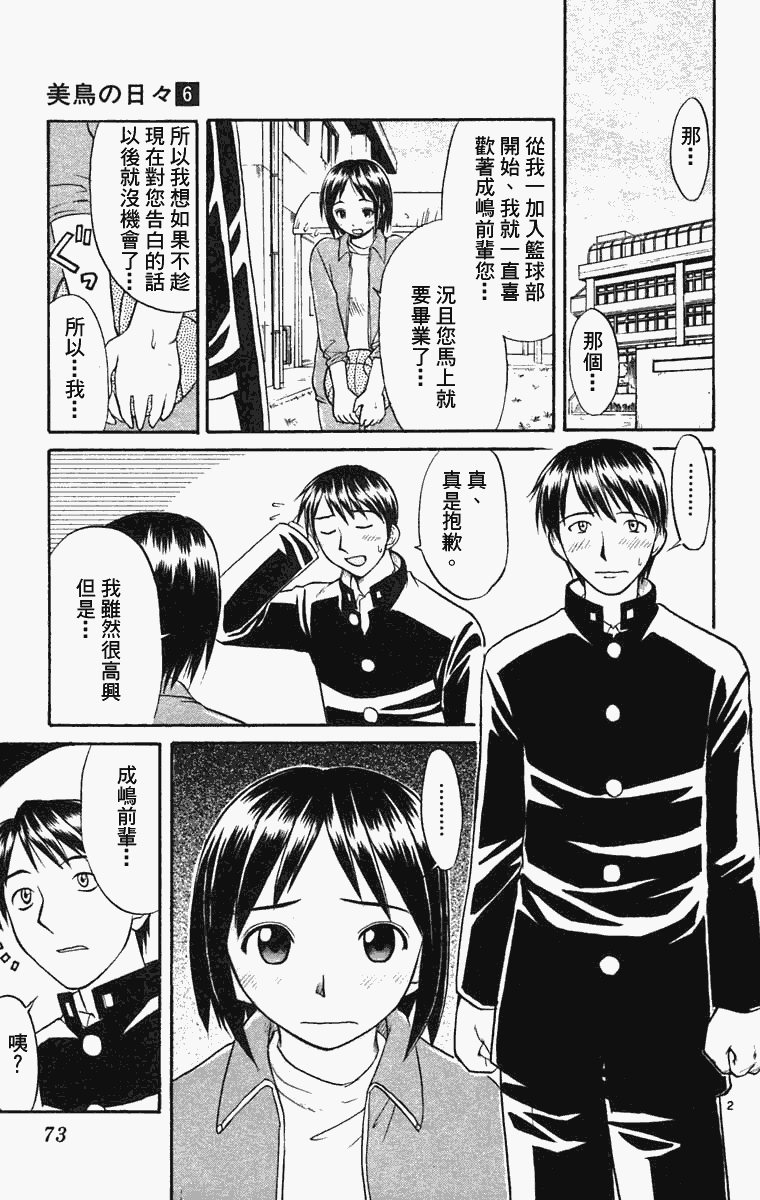 美鳥の日々 6
那…
那個…
從我一加入籃球部
開始、我就一直喜
歡著成嶋前輩您…
況且您馬上就
要畢業了…
所以我想如果不趁
現在對您告白的話
以後就沒機會了…
ぐっ
所以…我…
………
真、
真是抱歉。
我雖然很高興
但是…
………
成嶋前輩…
咦?
2
73